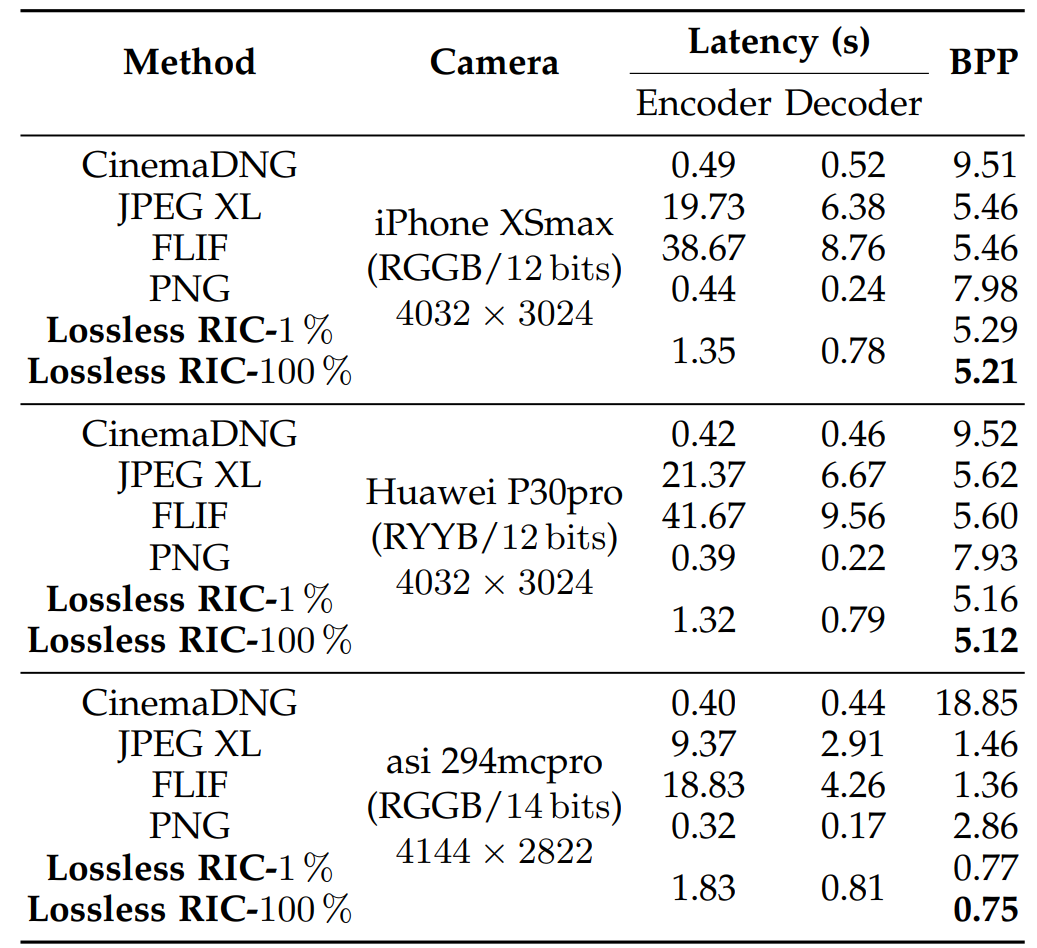 Method Camera Latency (s) BPP
Encoder Decoder
CinemaDNG 0.49 0.52 9.51
JPEG XL 19.73 6.38 5.46
iPhone XSmax
FLIF 38.67 8.76 5.46
(RGGB/12 bits)
PNG 0.44 0.24 7.98
4032 × 3024
Lossless RIC-1 % 5.29
1.35 0.78
Lossless RIC-100 % 5.21
CinemaDNG 0.42 0.46 9.52
JPEG XL 21.37 6.67 5.62
Huawei P30pro
FLIF 41.67 9.56 5.60
(RYYB/12 bits)
PNG 0.39 0.22 7.93
4032 × 3024
Lossless RIC-1 % 5.16
1.32 0.79
Lossless RIC-100 % 5.12
CinemaDNG 0.40 0.44 18.85
JPEG XL 9.37 2.91 1.46
asi 294mcpro
FLIF 18.83 4.26 1.36
(RGGB/14 bits)
PNG 0.32 0.17 2.86
4144 × 2822
Lossless RIC-1 % 0.77
1.83 0.81
Lossless RIC-100 % 0.75